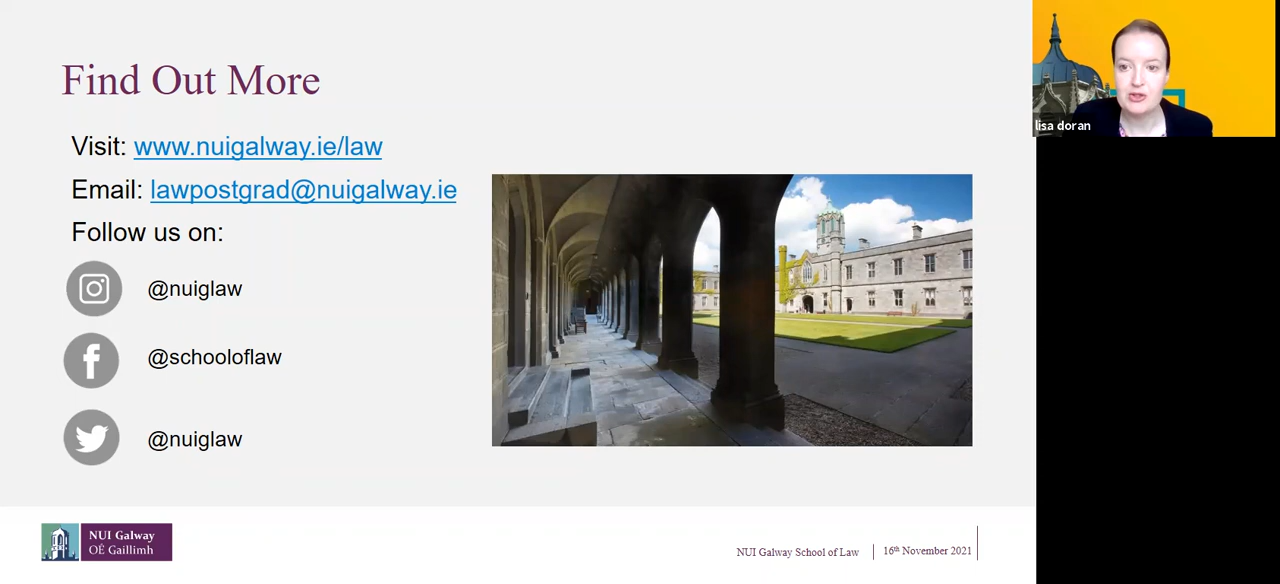 Find Out More
Visit: www.nuigalway.ie/law
Email: lawpostgrad@nuigalway.ie
Follow us on:
@nuiglaw
@schooloflaw
@nuiglaw
NUI Galway
OÉ Gaillimh
NUI Galway School of Law
16th November 2021
lisa doran